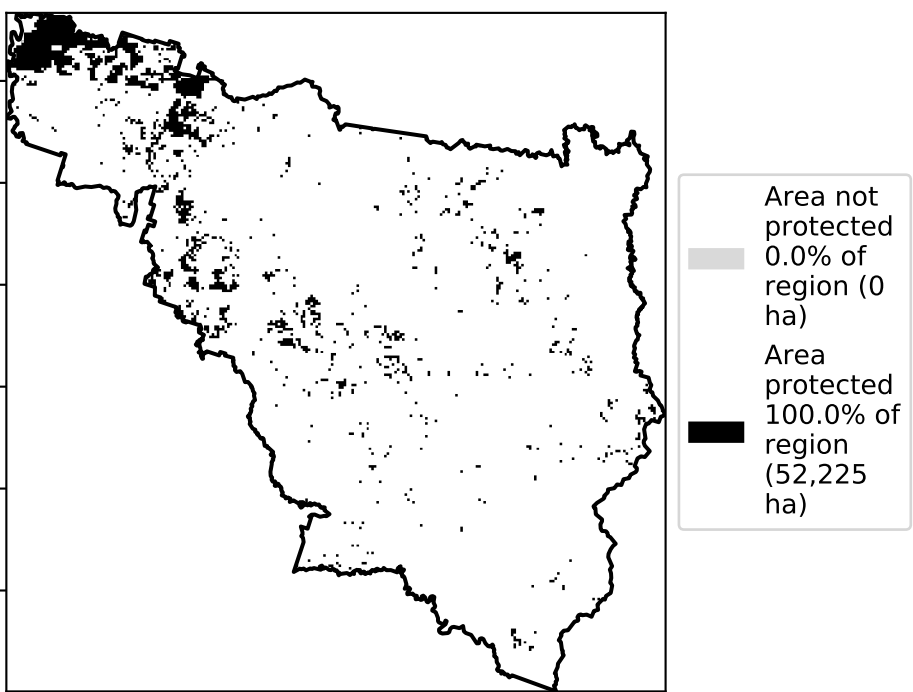 Area not
protected
0.0% of
region (0
ha)
Area
protected
100.0% of
region
(52,225
ha)